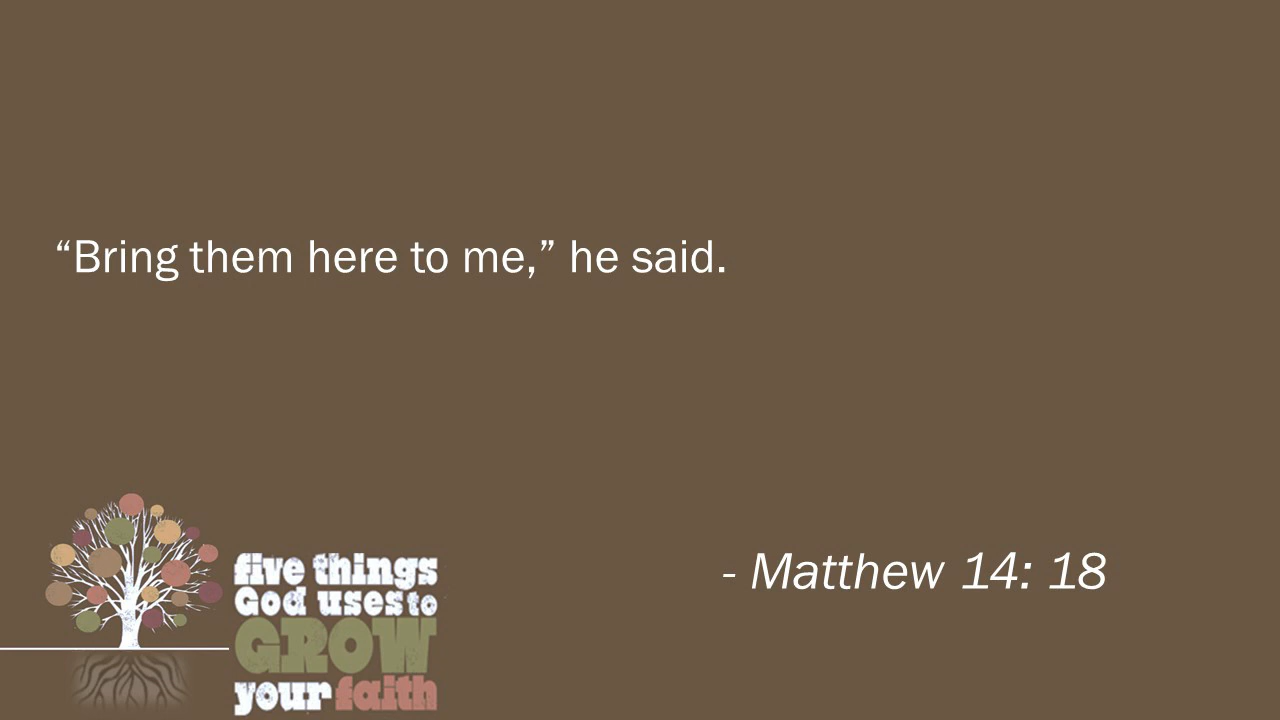 “Bring them here to me,” he said.
- Matthew 14: 18
five things
God uses to
GROW
your faith